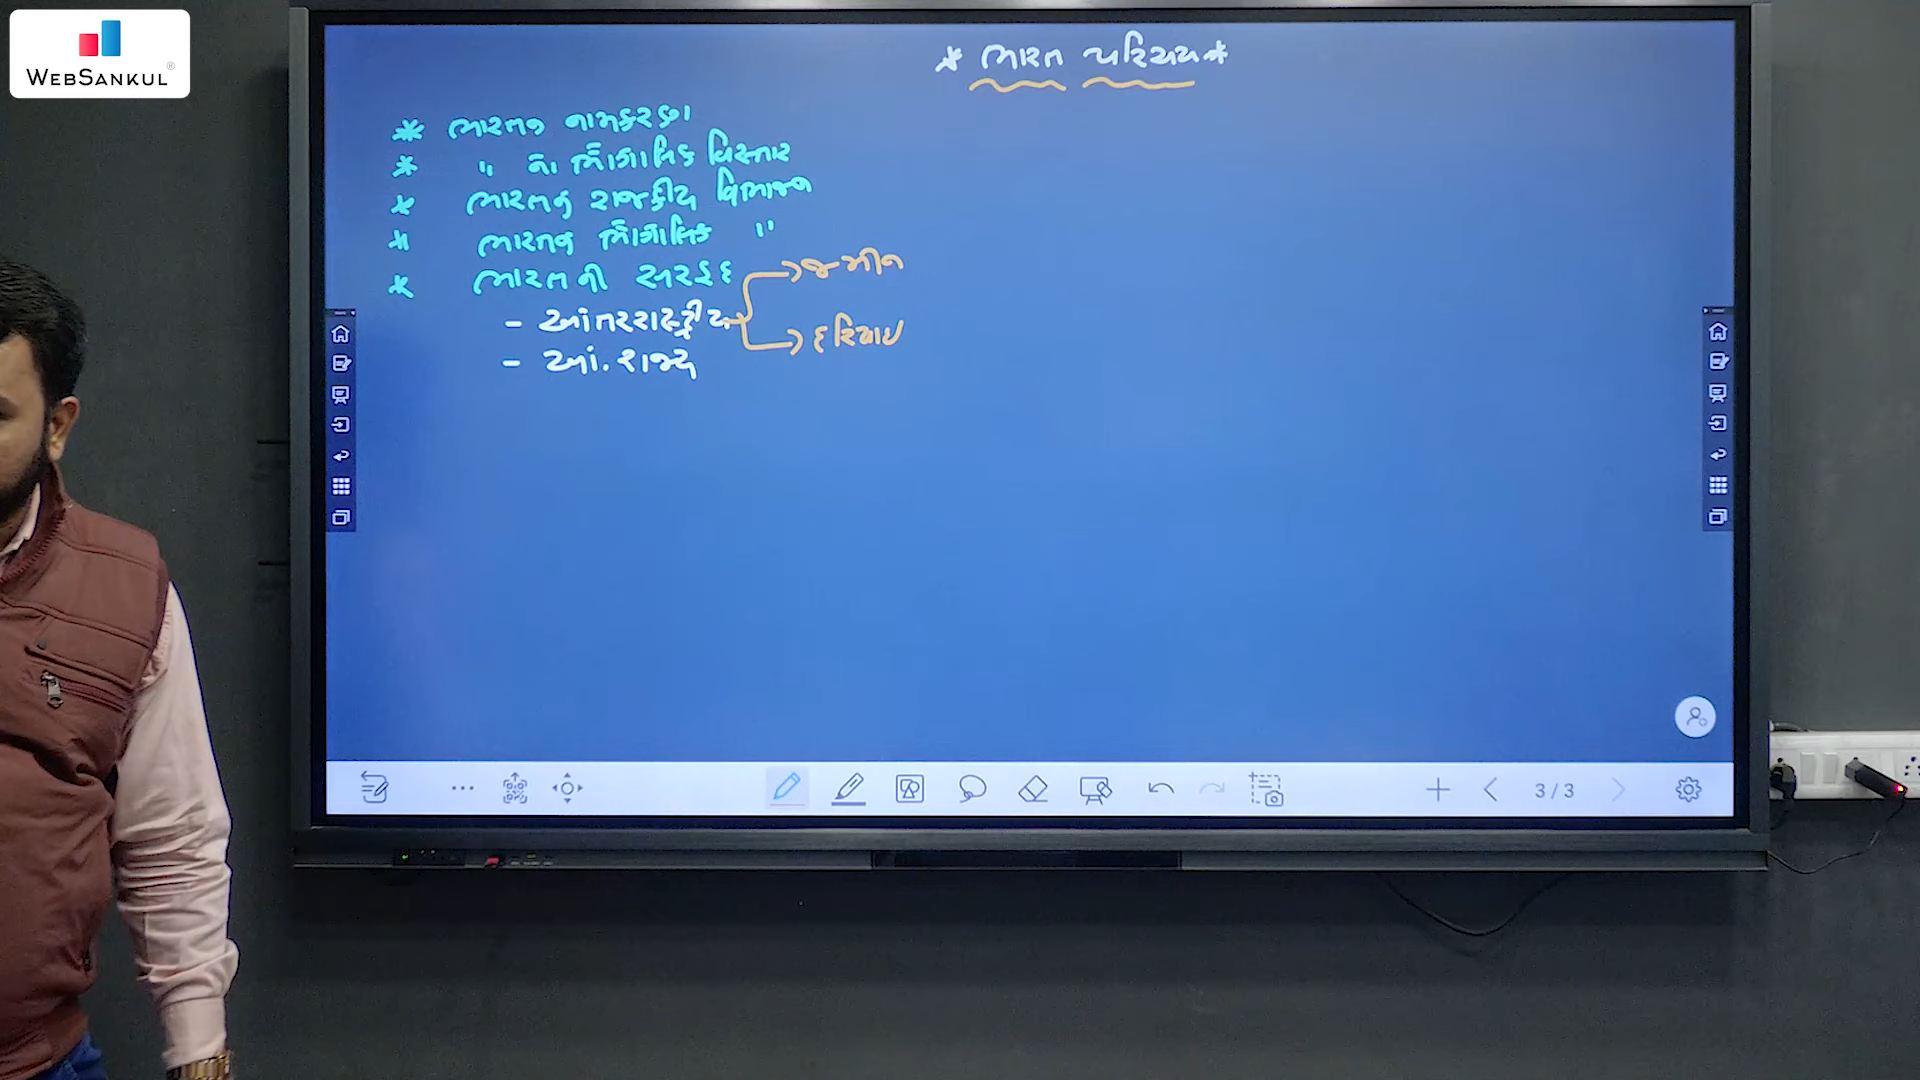 WEBSANKUL®
* ભારત પરિચય *
* ભારતનું નામકરણ
* " નો ભૌગોલિક વિસ્તાર
* ભારતનું રાજકીય વિભાજન
* ભારતનું ભૌગોલિક "
* ભારતની સરહદ
→ જમીન
- આંતરરાષ્ટ્રીય
→ દરિયાઇ
- આં. રાજ્ય
3/3